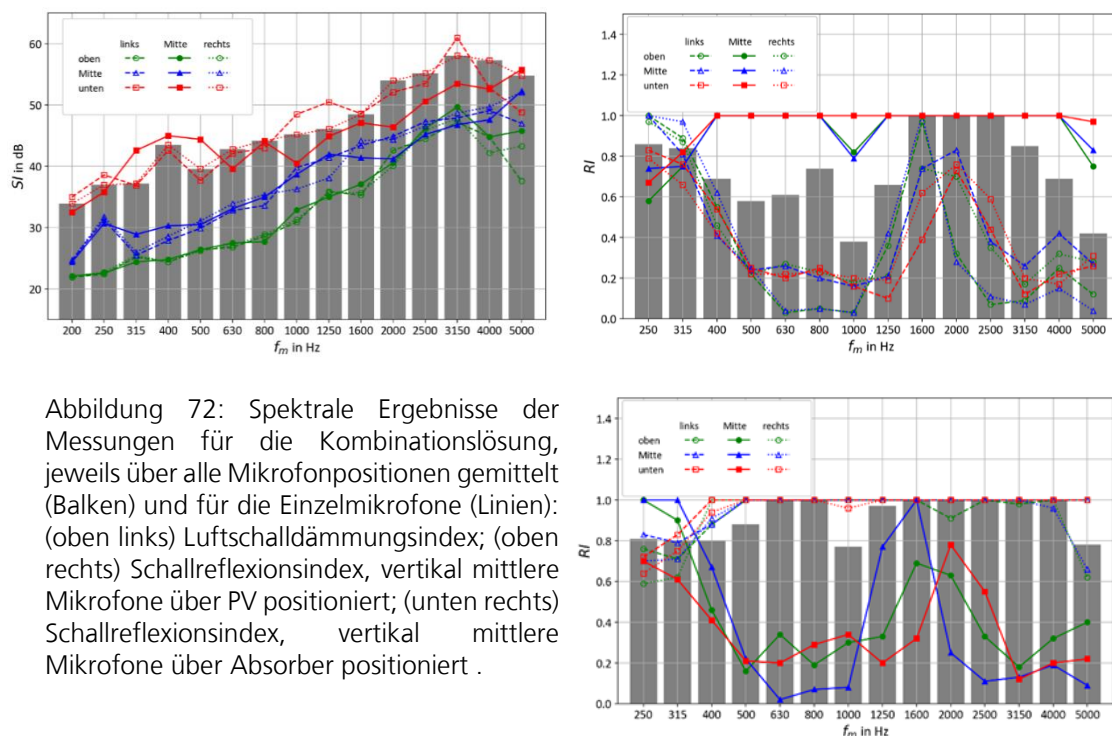 links Mitte rechts
oben
Mitte
unten
60
50
40
30
20
SI in dB
200 250 315 400 500 630 800 1000 1250 1600 2000 2500 3150 4000 5000
f_m in Hz
links Mitte rechts
oben
Mitte
unten
1.4
1.2
1.0
0.8
0.6
0.4
0.2
0.0
RI
250 315 400 500 630 800 1000 1250 1600 2000 2500 3150 4000 5000
f_m in Hz
Abbildung 72: Spektrale Ergebnisse der
Messungen für die Kombinationslösung,
jeweils über alle Mikrofonpositionen gemittelt
(Balken) und für die Einzelmikrofone (Linien):
(oben links) Luftschalldämmungsindex; (oben
rechts) Schallreflexionsindex, vertikal mittlere
Mikrofone über PV positioniert; (unten rechts)
Schallreflexionsindex, vertikal mittlere
Mikrofone über Absorber positioniert .
links Mitte rechts
oben
Mitte
unten
1.4
1.2
1.0
0.8
0.6
0.4
0.2
0.0
RI
250 315 400 500 630 800 1000 1250 1600 2000 2500 3150 4000 5000
f_m in Hz